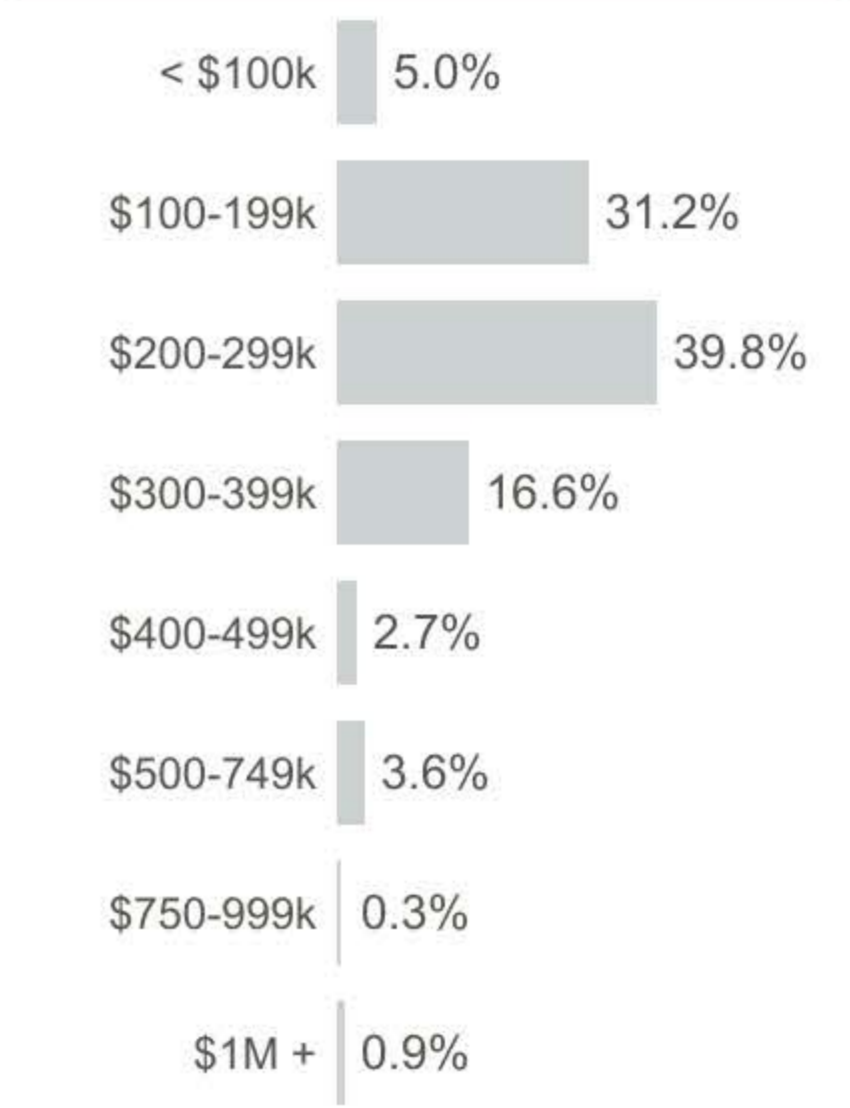 < $100k 5.0%
$100-199k 31.2%
$200-299k 39.8%
$300-399k 16.6%
$400-499k 2.7%
$500-749k 3.6%
$750-999k 0.3%
$1M + 0.9%